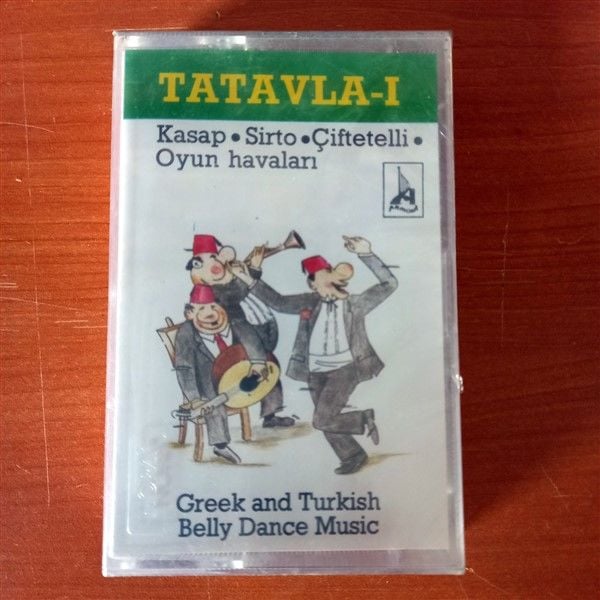 TATAVLA-I
Kasap • Sirto • Çiftetelli •
Oyun havaları
A
Greek and Turkish
Belly Dance Music